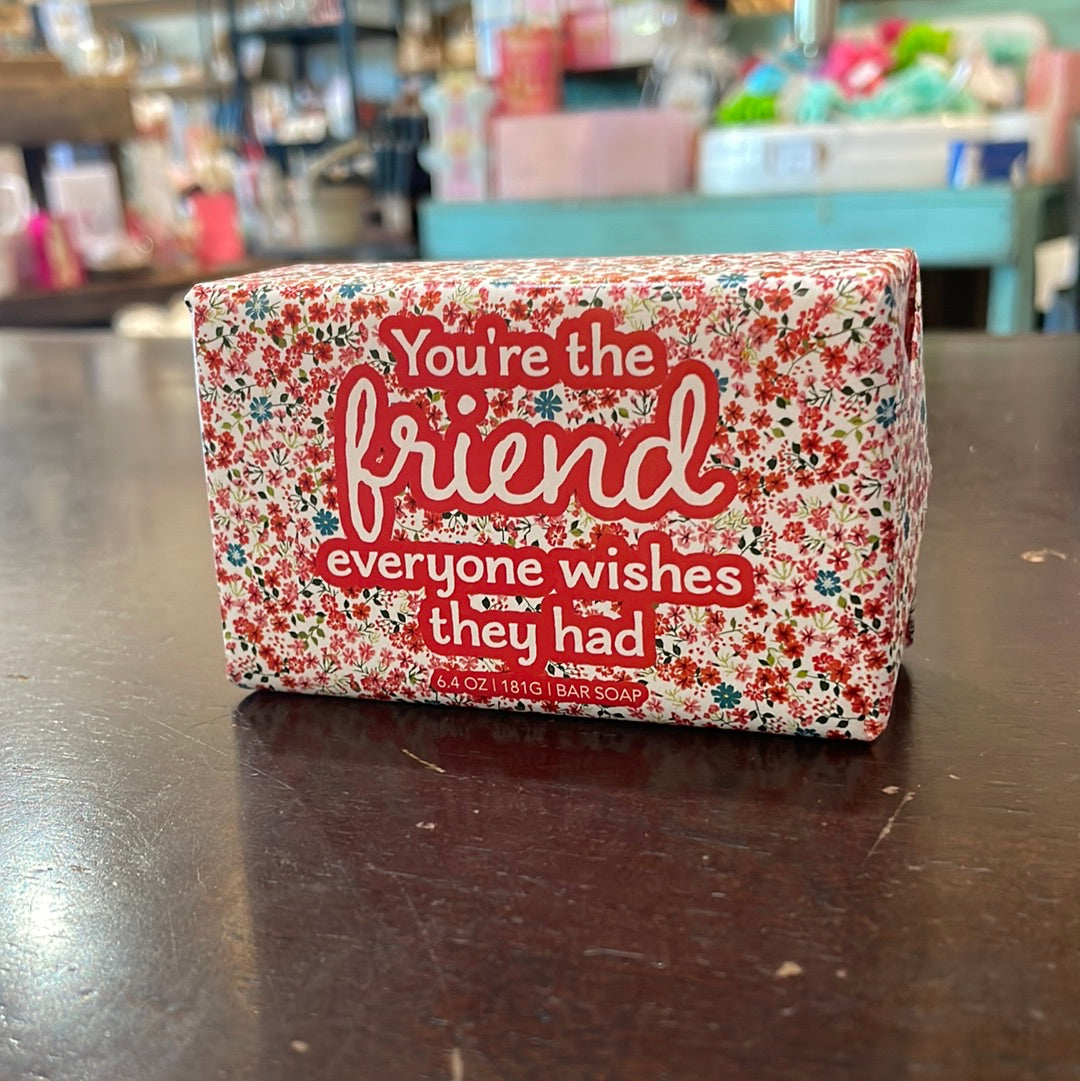 You're the
friend
everyone wishes
they had
6.4 OZ | 181G | BAR SOAP